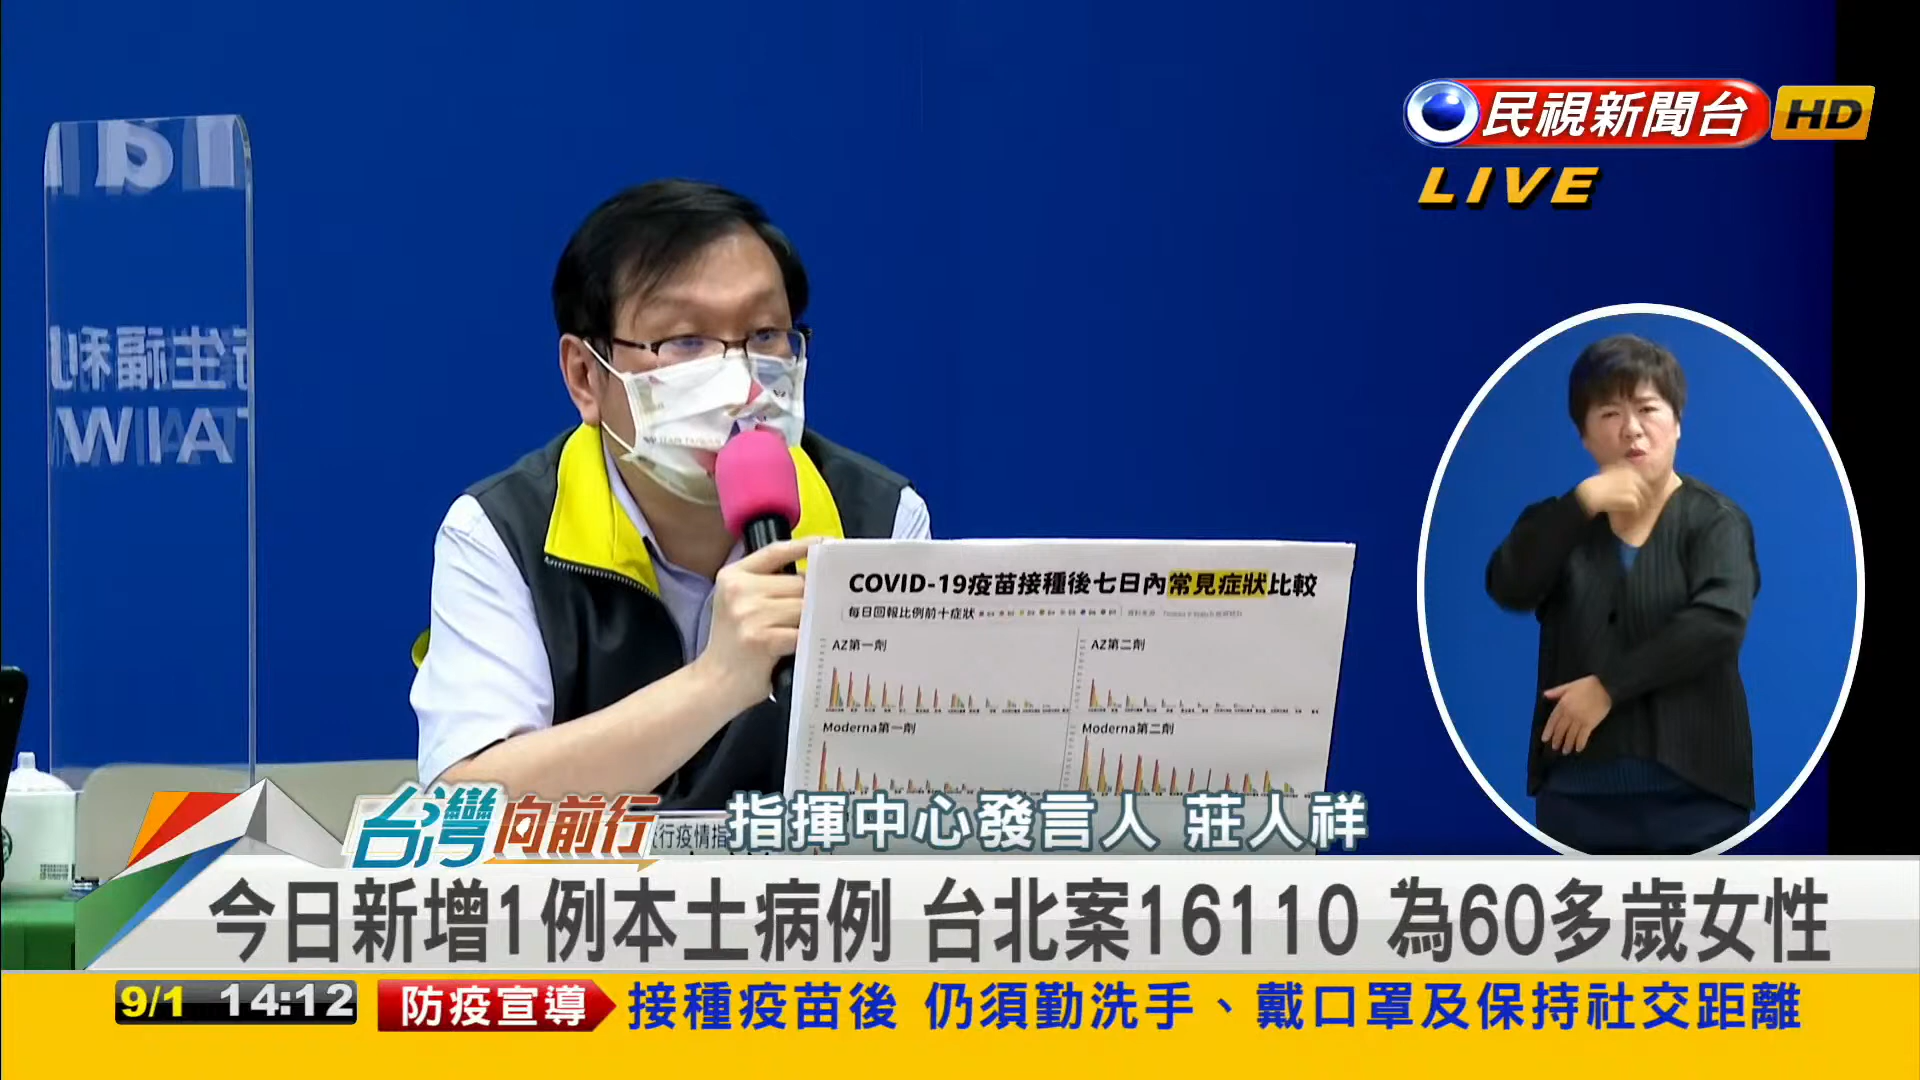 民視新聞台 HD
LIVE
COVID-19疫苗接種後七日內常見症狀比較
每日回報比例前十症狀
AZ第一劑
AZ第二劑
Moderna第一劑
Moderna第二劑
台灣向前行
行疫情指
指揮中心發言人 莊人祥
今日新增1例本土病例 台北案16110 為60多歲女性
9/1 14:12 防疫宣導 接種疫苗後 仍須勤洗手、戴口罩及保持社交距離